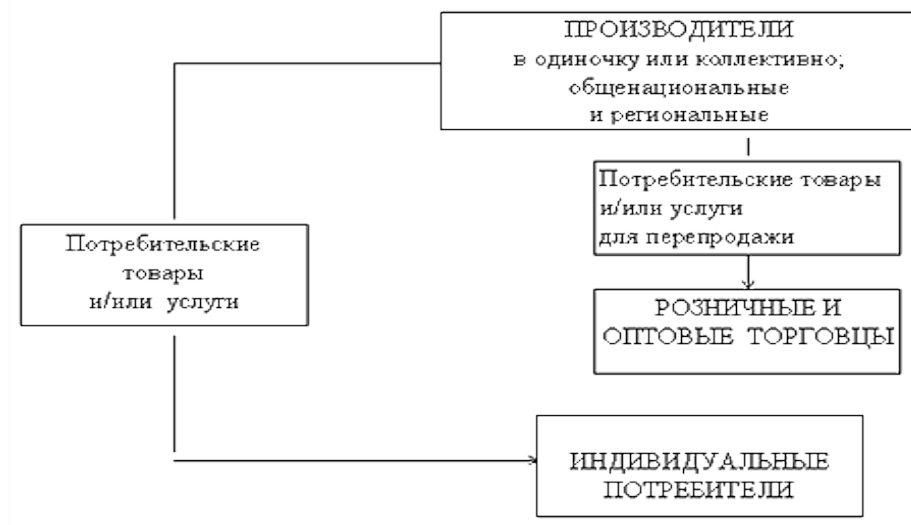 ПРОИЗВОДИТЕЛИ
в одиночку или коллективно;
общенациональные
и региональные
Потребительские товары
и/или услуги
для перепродажи
Потребительские
товары
и/или услуги
РОЗНИЧНЫЕ И
ОПТОВЫЕ ТОРГОВЦЫ
ИНДИВИДУАЛЬНЫЕ
ПОТРЕБИТЕЛИ